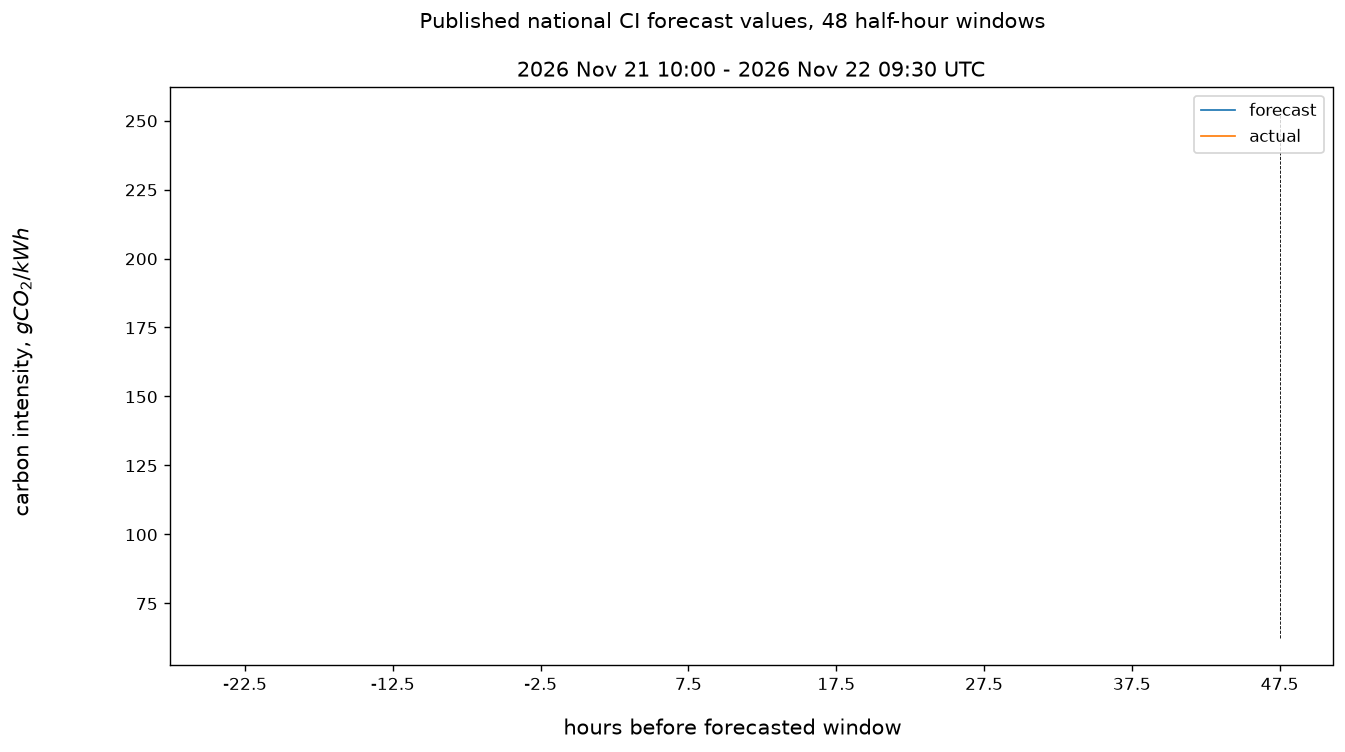 Published national CI forecast values, 48 half-hour windows
2026 Nov 21 10:00 - 2026 Nov 22 09:30 UTC
forecast
actual
carbon intensity, gCO₂/kWh
250
225
200
175
150
125
100
75
-22.5 -12.5 -2.5 7.5 17.5 27.5 37.5 47.5
hours before forecasted window